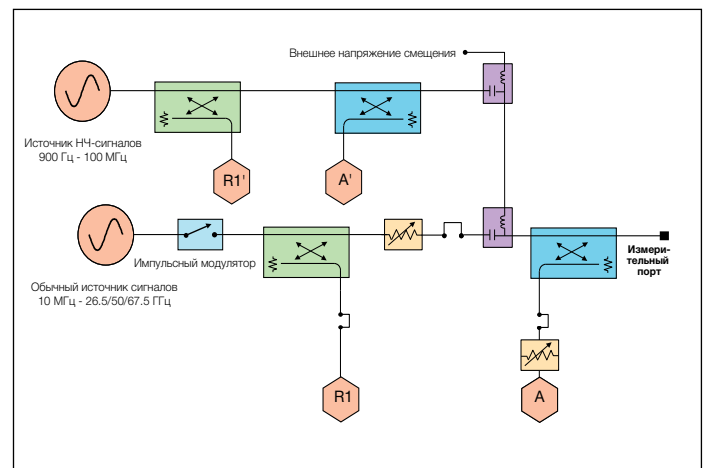 Внешнее напряжение смещения
Источник НЧ-сигналов
900 Гц - 100 МГц
R1'
A'
Импульсный модулятор
Измери-
тельный
порт
Обычный источник сигналов
10 МГц - 26.5/50/67.5 ГГц
R1
A